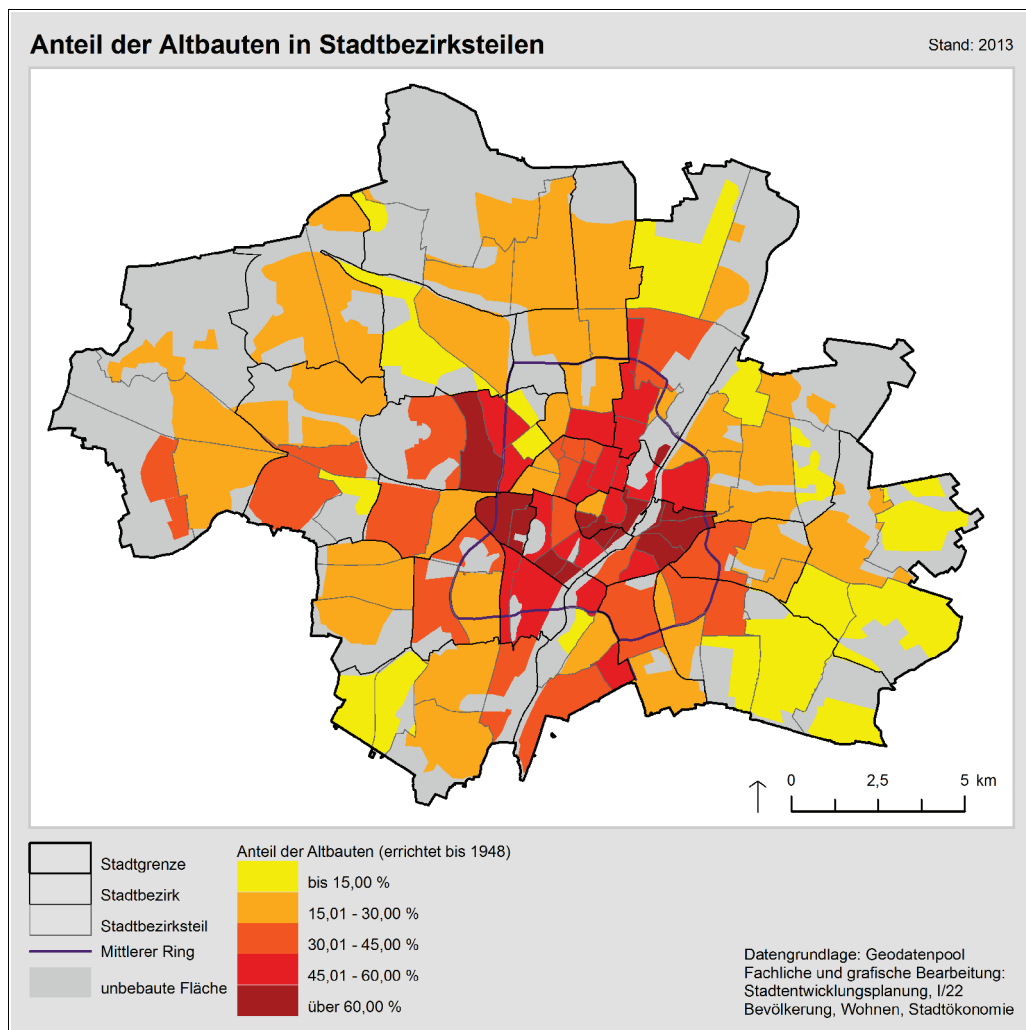 Anteil der Altbauten in Stadtbezirksteilen
Stand: 2013
0 2,5 5 km
Stadtgrenze
Stadtbezirk
Stadtbezirksteil
Mittlerer Ring
unbebaute Fläche
Anteil der Altbauten (errichtet bis 1948)
bis 15,00 %
15,01 - 30,00 %
30,01 - 45,00 %
45,01 - 60,00 %
über 60,00 %
Datengrundlage: Geodatenpool
Fachliche und grafische Bearbeitung:
Stadtentwicklungsplanung, I/22
Bevölkerung, Wohnen, Stadtökonomie